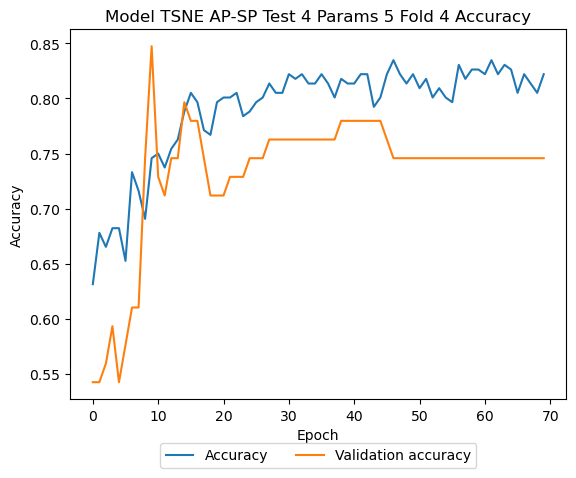 Model TSNE AP-SP Test 4 Params 5 Fold 4 Accuracy
0.85
0.80
0.75
0.70
0.65
0.60
0.55
Accuracy
0 10 20 30 40 50 60 70
Epoch
Accuracy Validation accuracy